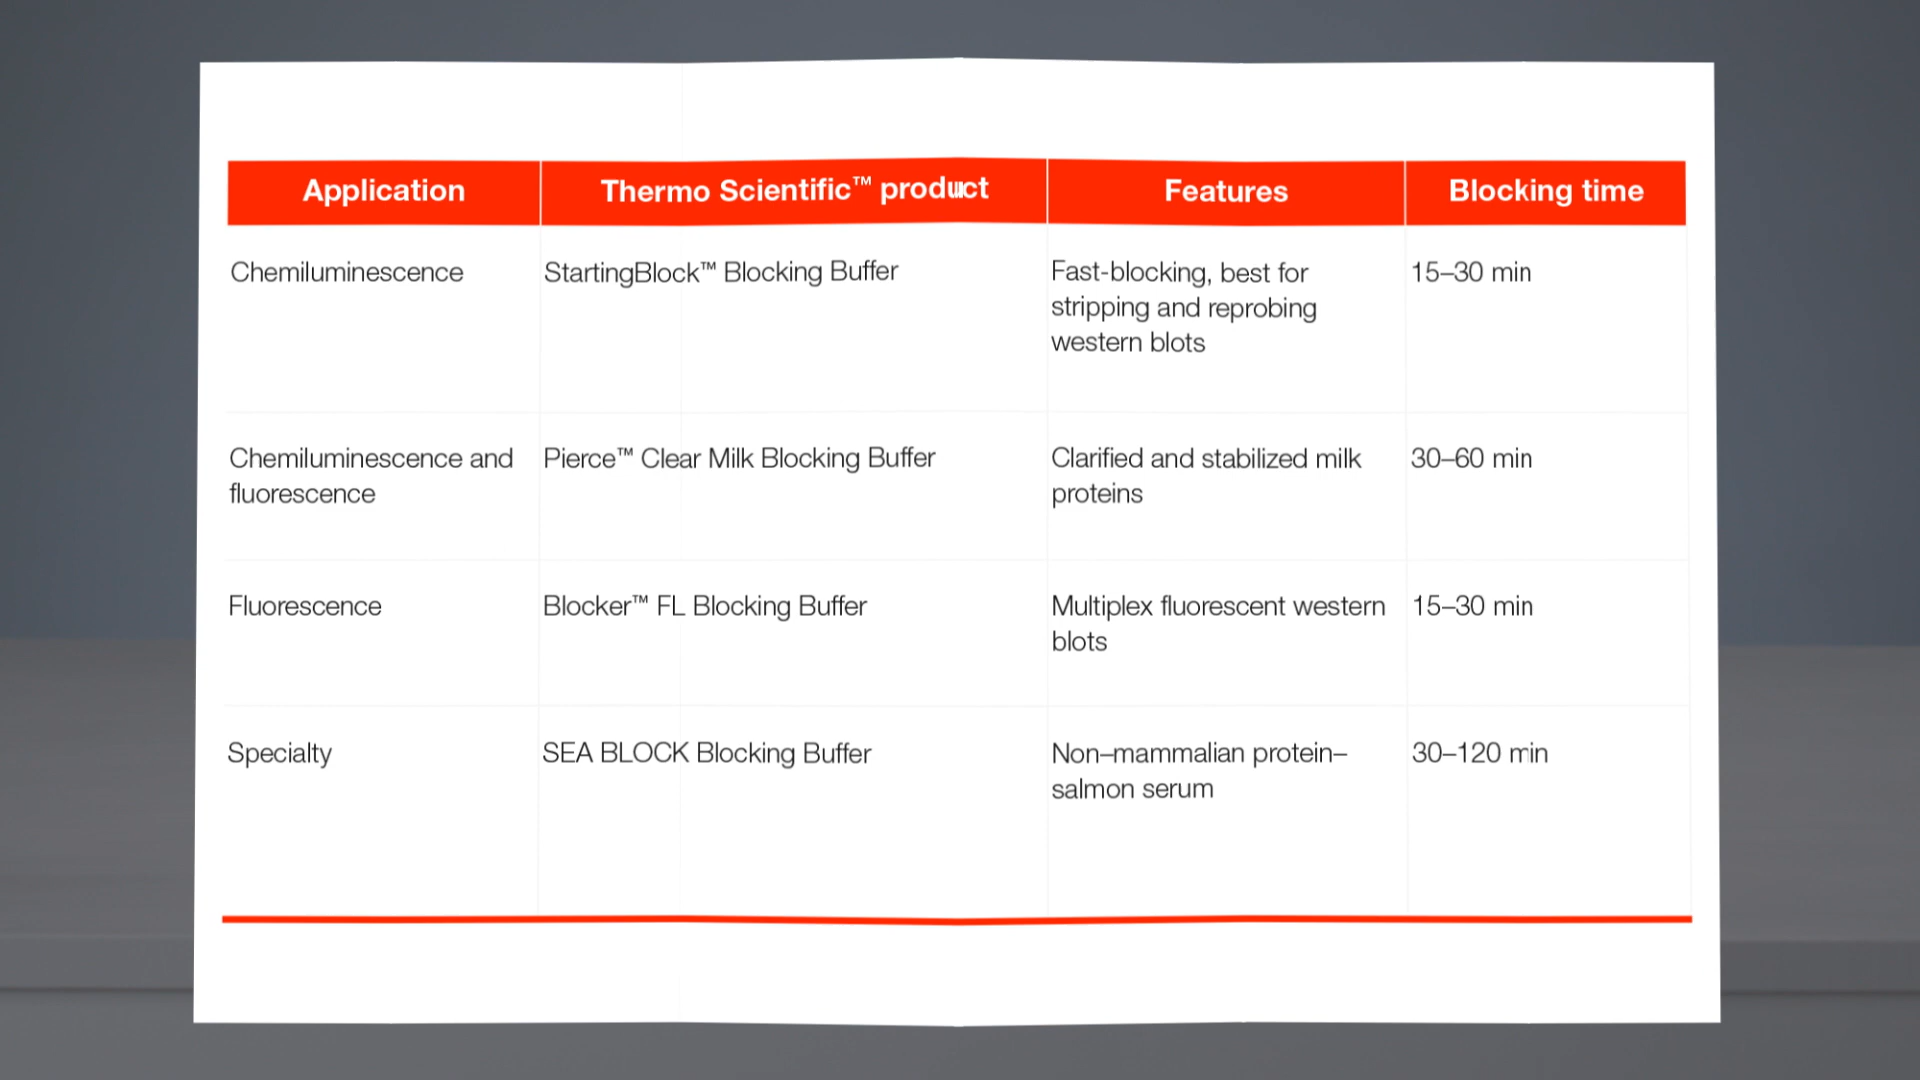 Application Thermo Scientific™ product Features Blocking time
Chemiluminescence StartingBlock™ Blocking Buffer Fast-blocking, best for 15–30 min
stripping and reprobing
western blots
Chemiluminescence and Pierce™ Clear Milk Blocking Buffer Clarified and stabilized milk 30–60 min
fluorescence proteins
Fluorescence Blocker™ FL Blocking Buffer Multiplex fluorescent western 15–30 min
blots
Specialty SEA BLOCK Blocking Buffer Non–mammalian protein– 30–120 min
salmon serum